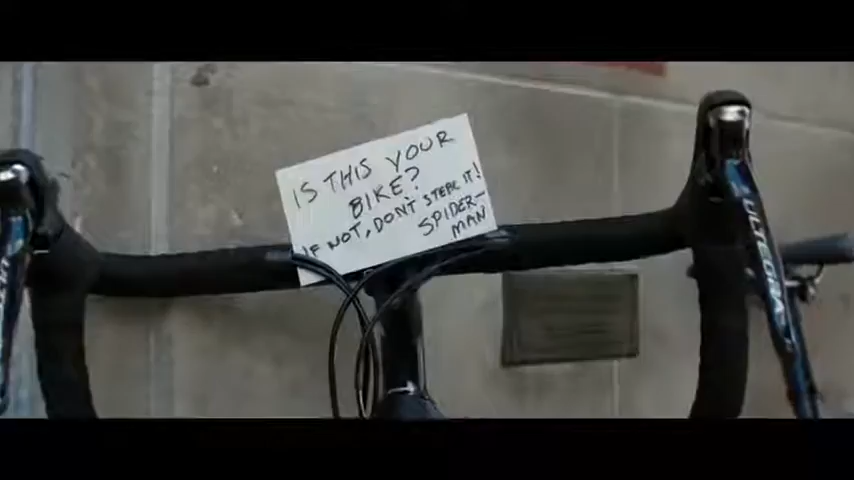 IS THIS YOUR
BIKE?
IF NOT, DON'T STEAL IT!
SPIDER-
MAN
ULTEGRA